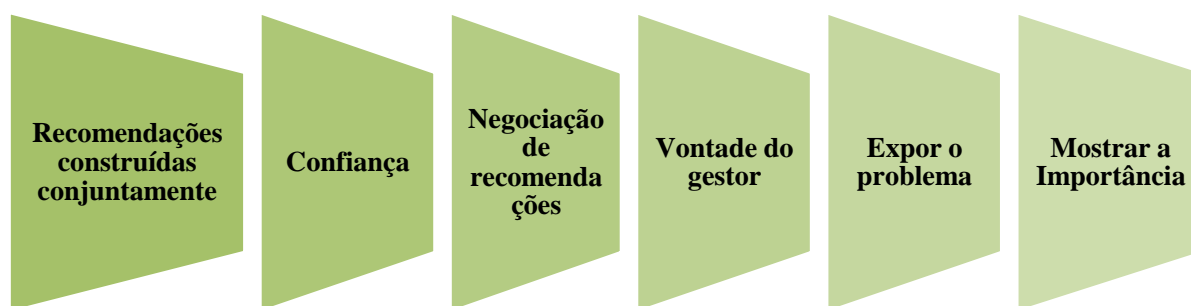 Recomendações
construídas
conjuntamente
Confiança
Negociação
de
recomenda
ções
Vontade do
gestor
Expor o
problema
Mostrar a
Importância